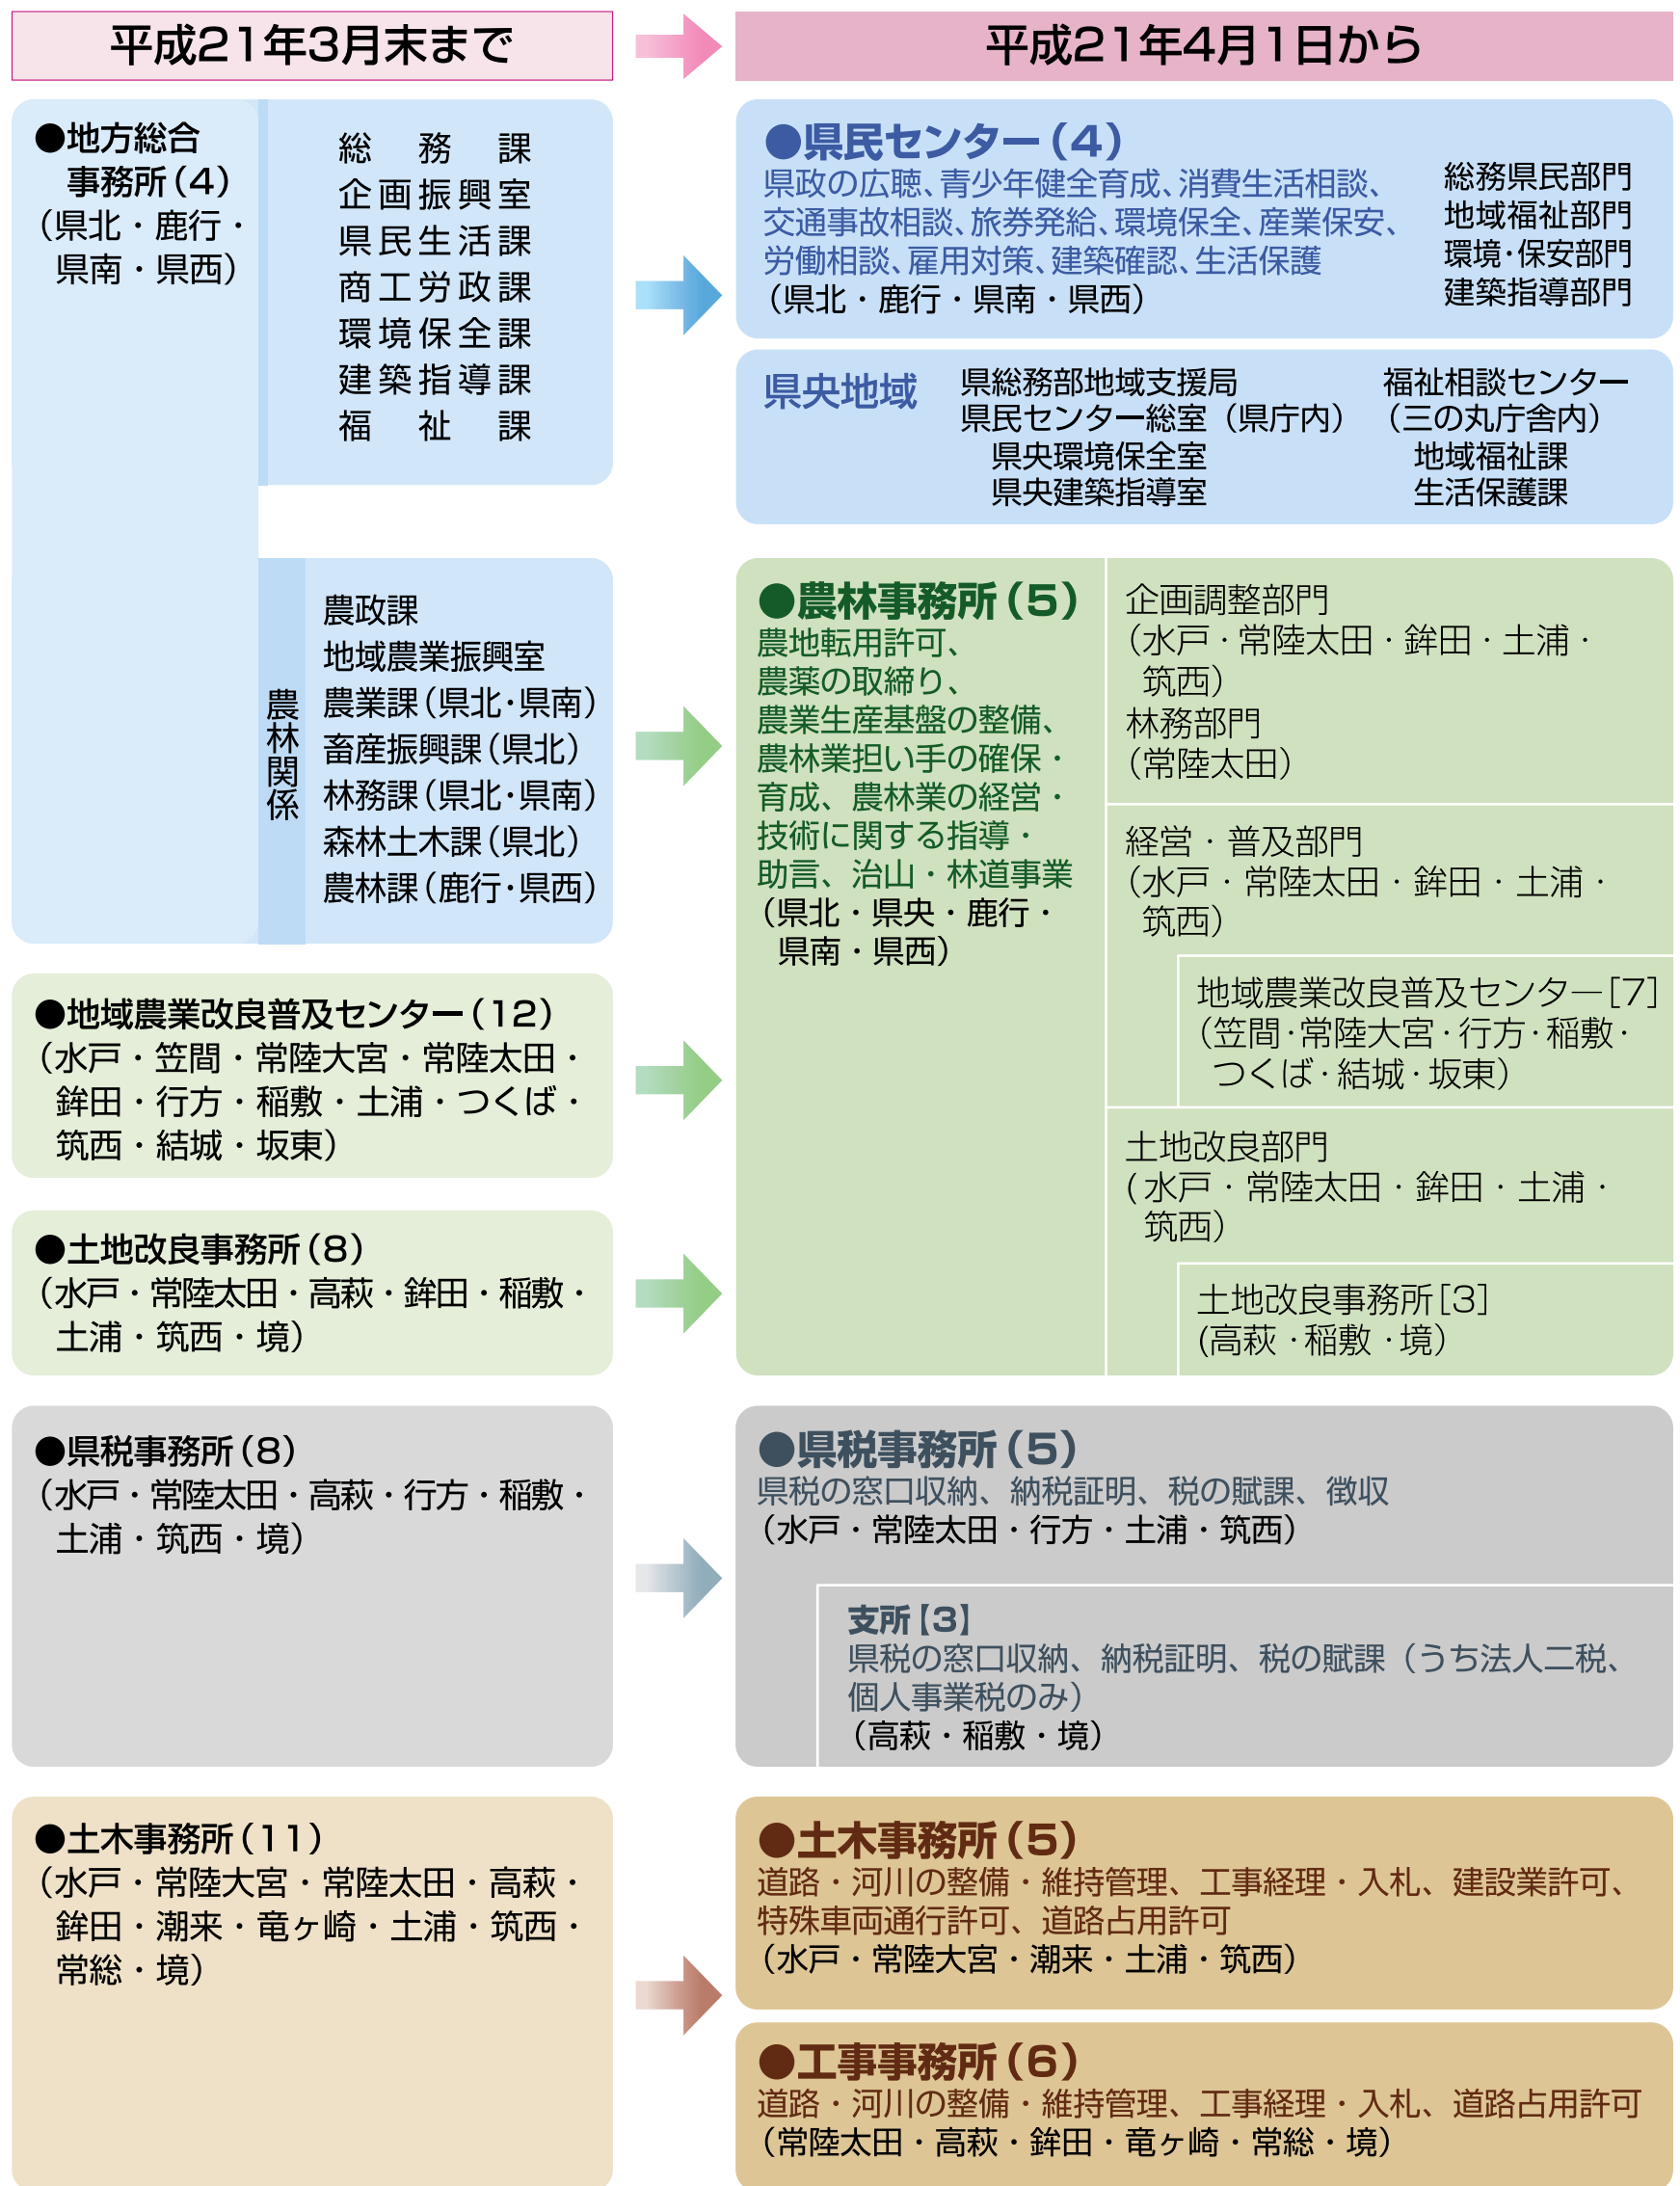 平成21年3月末まで
平成21年4月1日から
●地方総合
事務所（4）
（県北・鹿行・
県南・県西）
総務課
企画振興室
県民生活課
商工労政課
環境保全課
建築指導課
福祉課
農林関係
農政課
地域農業振興室
農業課（県北・県南）
畜産振興課（県北）
林務課（県北・県南）
森林土木課（県北）
農林課（鹿行・県西）
●県民センター（4）
県政の広聴、青少年健全育成、消費生活相談、
交通事故相談、旅券発給、環境保全、産業保安、
労働相談、雇用対策、建築確認、生活保護
（県北・鹿行・県南・県西）
総務県民部門
地域福祉部門
環境・保安部門
建築指導部門
県央地域
県総務部地域支援局
県民センター総室（県庁内）
県央環境保全室
県央建築指導室
福祉相談センター
（三の丸庁舎内）
地域福祉課
生活保護課
●地域農業改良普及センター（12）
（水戸・笠間・常陸大宮・常陸太田・
鉾田・行方・稲敷・土浦・つくば・
筑西・結城・坂東）
●土地改良事務所（8）
（水戸・常陸太田・高萩・鉾田・稲敷・
土浦・筑西・境）
●農林事務所（5）
農地転用許可、
農薬の取締り、
農業生産基盤の整備、
農林業担い手の確保・
育成、農林業の経営・
技術に関する指導・
助言、治山・林道事業
（県北・県央・鹿行・
県南・県西）
企画調整部門
（水戸・常陸太田・鉾田・土浦・
筑西）
林務部門
（常陸太田）
経営・普及部門
（水戸・常陸太田・鉾田・土浦・
筑西）
地域農業改良普及センター［7］
（笠間・常陸大宮・行方・稲敷・
つくば・結城・坂東）
土地改良部門
（水戸・常陸太田・鉾田・土浦・
筑西）
土地改良事務所［3］
（高萩・稲敷・境）
●県税事務所（8）
（水戸・常陸太田・高萩・行方・稲敷・
土浦・筑西・境）
●県税事務所（5）
県税の窓口収納、納税証明、税の賦課、徴収
（水戸・常陸太田・行方・土浦・筑西）
支所【3】
県税の窓口収納、納税証明、税の賦課（うち法人二税、
個人事業税のみ）
（高萩・稲敷・境）
●土木事務所（11）
（水戸・常陸大宮・常陸太田・高萩・
鉾田・潮来・竜ヶ崎・土浦・筑西・
常総・境）
●土木事務所（5）
道路・河川の整備・維持管理、工事経理・入札、建設業許可、
特殊車両通行許可、道路占用許可
（水戸・常陸大宮・潮来・土浦・筑西）
●工事事務所（6）
道路・河川の整備・維持管理、工事経理・入札、道路占用許可
（常陸太田・高萩・鉾田・竜ヶ崎・常総・境）